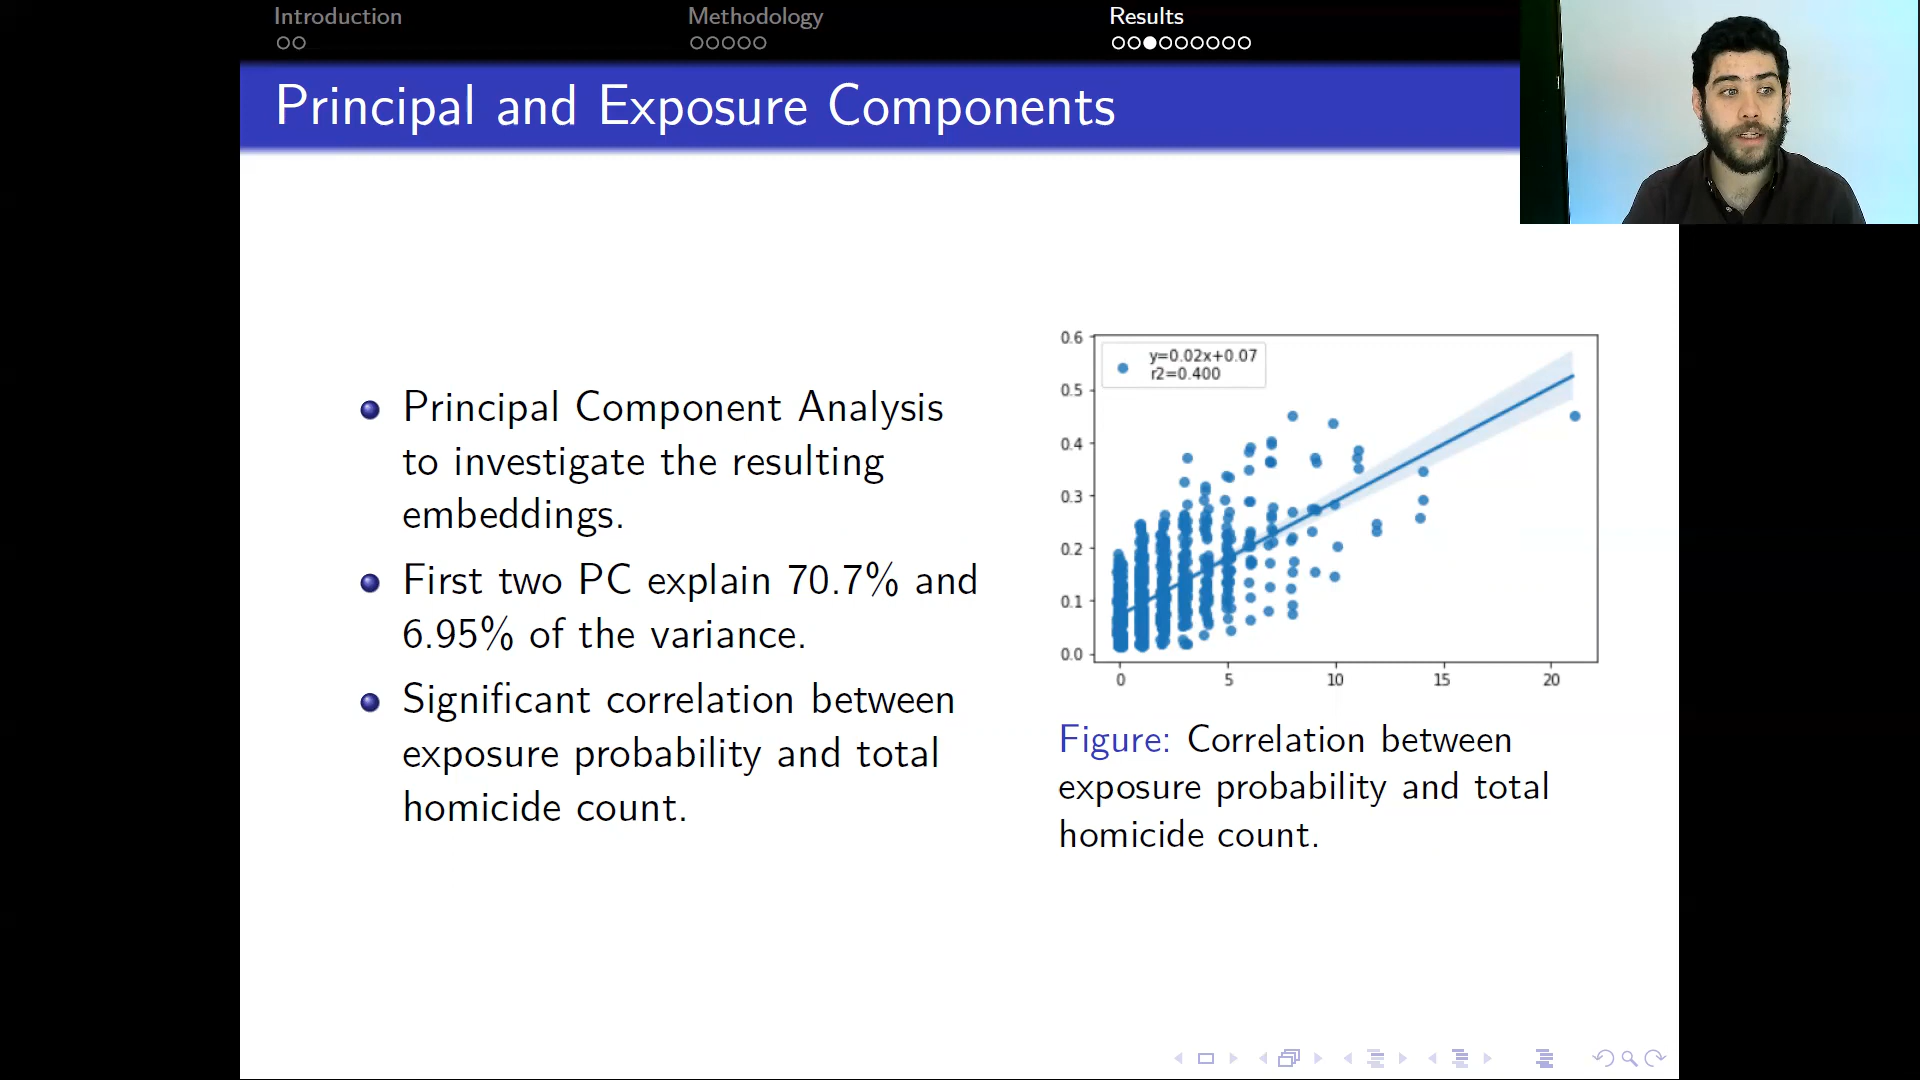 Introduction
Methodology
Results
Principal and Exposure Components
Principal Component Analysis
to investigate the resulting
embeddings.
First two PC explain 70.7% and
6.95% of the variance.
Significant correlation between
exposure probability and total
homicide count.
0.6
0.5
0.4
0.3
0.2
0.1
0.0
y=0.02x+0.07
r2=0.400
0 5 10 15 20
Figure: Correlation between
exposure probability and total
homicide count.